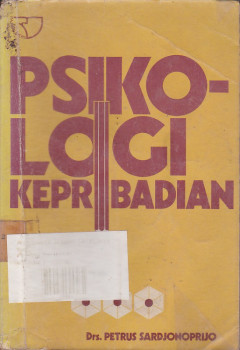 PSIKO-
LOGI
KEPRIBADIAN
Drs. PETRUS SARDJONOPRIJO